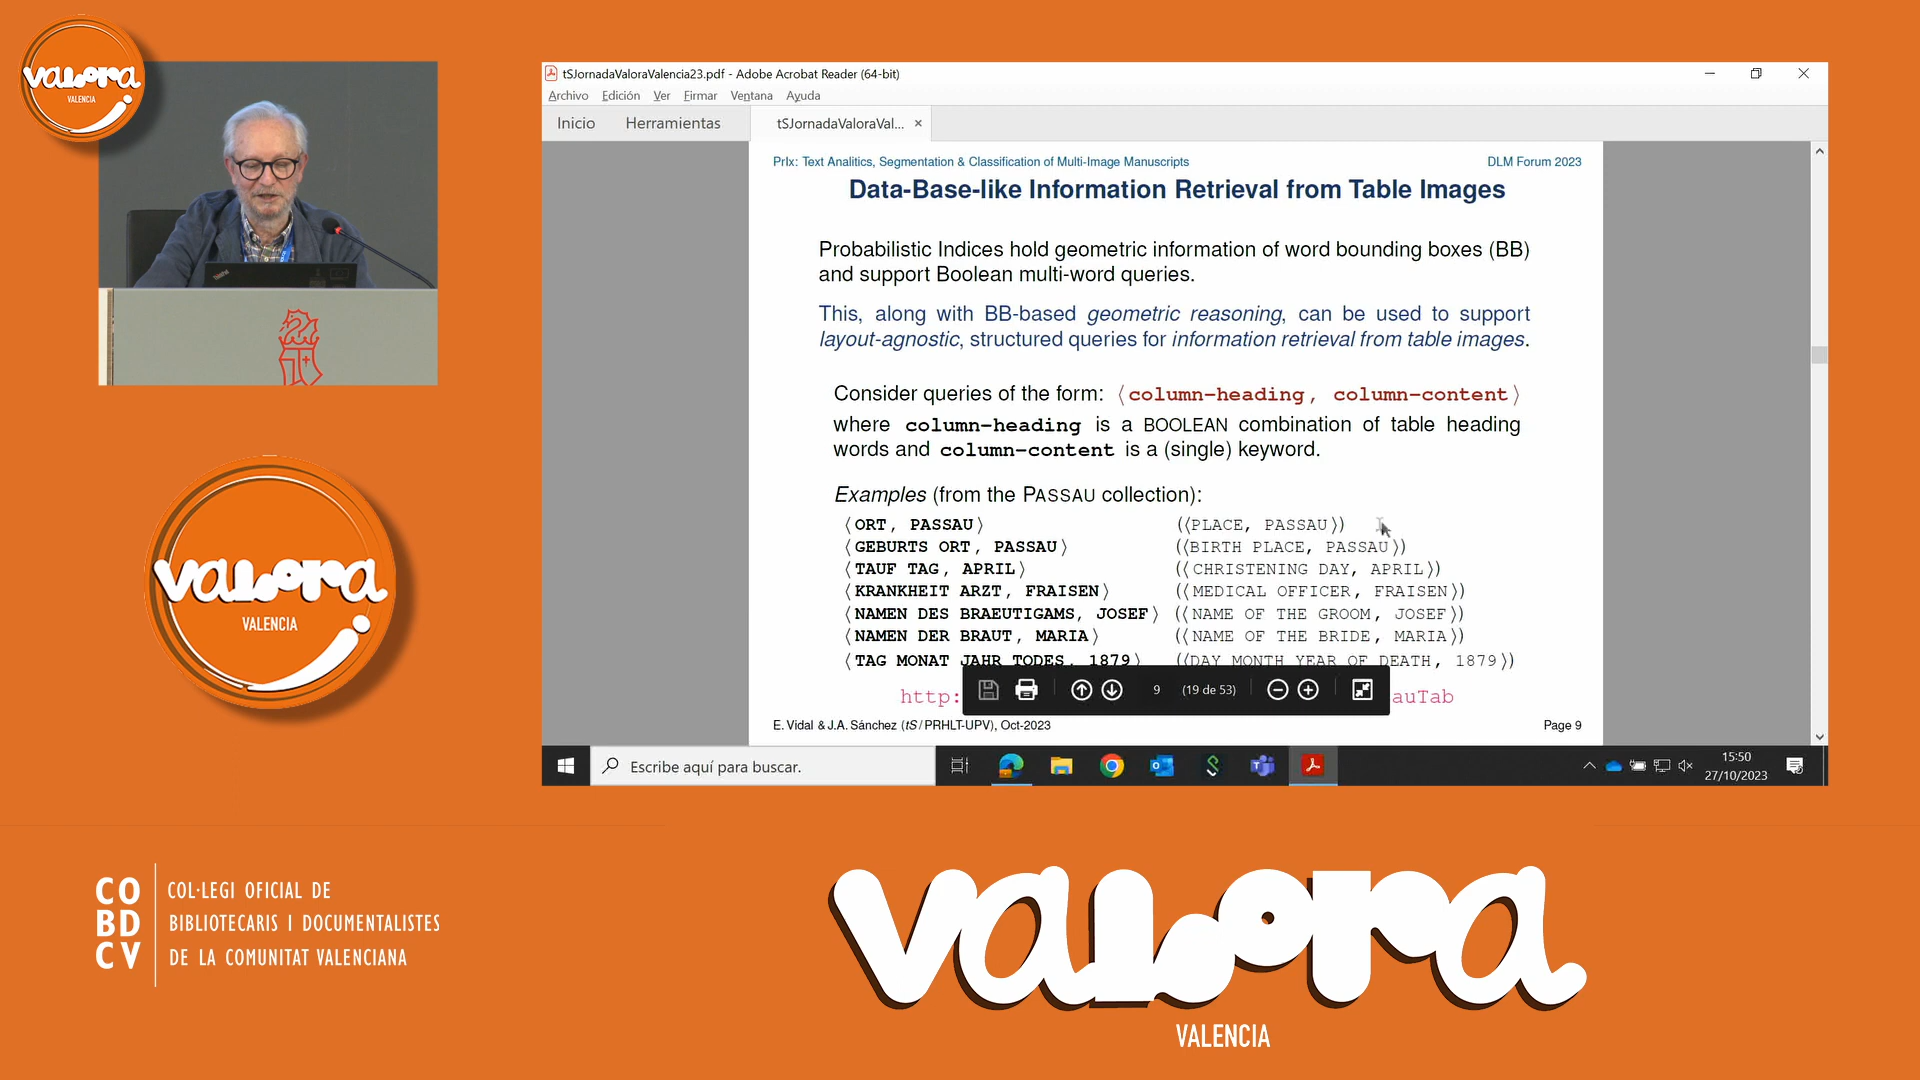 valora
VALENCIA
tSJornadaValoraValencia23.pdf - Adobe Acrobat Reader (64-bit)
Archivo Edición Ver Firmar Ventana Ayuda
Inicio Herramientas tSJornadaValoraVal... ×
PrIx: Text Analitics, Segmentation & Classification of Multi-Image Manuscripts DLM Forum 2023
Data-Base-like Information Retrieval from Table Images
Probabilistic Indices hold geometric information of word bounding boxes (BB)
and support Boolean multi-word queries.
This, along with BB-based geometric reasoning, can be used to support
layout-agnostic, structured queries for information retrieval from table images.
Consider queries of the form: ⟨column-heading, column-content⟩
where column-heading is a BOOLEAN combination of table heading
words and column-content is a (single) keyword.
Examples (from the PASSAU collection):
⟨ORT, PASSAU⟩ (⟨PLACE, PASSAU⟩)
⟨GEBURTS ORT, PASSAU⟩ (⟨BIRTH PLACE, PASSAU⟩)
⟨TAUF TAG, APRIL⟩ (⟨CHRISTENING DAY, APRIL⟩)
⟨KRANKHEIT ARZT, FRAISEN⟩ (⟨MEDICAL OFFICER, FRAISEN⟩)
⟨NAMEN DES BRAEUTIGAMS, JOSEF⟩ (⟨NAME OF THE GROOM, JOSEF⟩)
⟨NAMEN DER BRAUT, MARIA⟩ (⟨NAME OF THE BRIDE, MARIA⟩)
⟨TAG MONAT JAHR TODES, 1879⟩ (⟨DAY MONTH YEAR OF DEATH, 1879⟩)
http: auTab
9 (19 de 53)
E. Vidal & J.A. Sánchez (tS/PRHLT-UPV), Oct-2023 Page 9
Escribe aquí para buscar.
15:50
27/10/2023
valora
VALENCIA
CO
BD
CV
COL·LEGI OFICIAL DE
BIBLIOTECARIS I DOCUMENTALISTES
DE LA COMUNITAT VALENCIANA
valora
VALENCIA